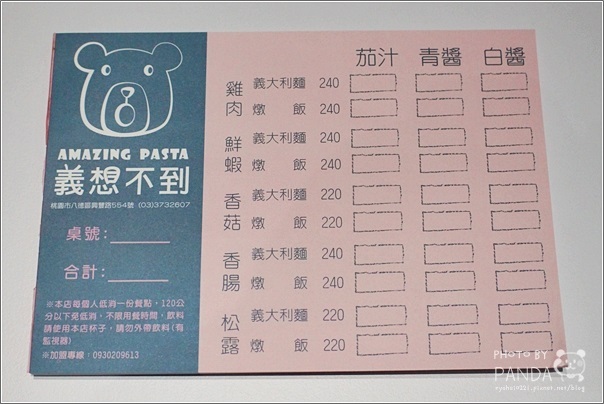 AMAZING PASTA
義想不到
桃園市八德區興豐路554號 (03)3732607
桌號:
合計:
※本店每個人低消一份餐點，120公
分以下免低消，不限用餐時間，飲料
請使用本店杯子，請勿外帶飲料(有
監視器)
※加盟專線：0930209613
茄汁 青醬 白醬
雞肉 義大利麵 240
燉飯 240
鮮蝦 義大利麵 240
燉飯 240
香菇 義大利麵 220
燉飯 220
香腸 義大利麵 240
燉飯 240
松露 義大利麵 220
燉飯 220
PHOTO BY
PANDA